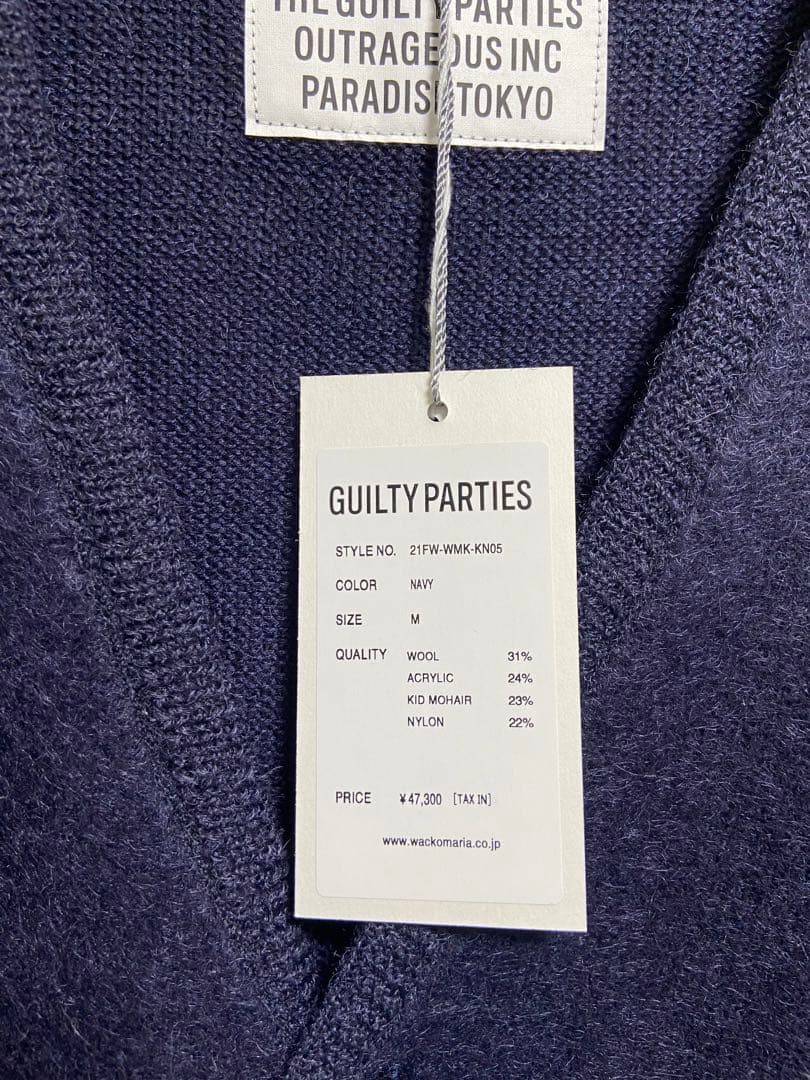 THE GUILTY PARTIES
OUTRAGEOUS INC
PARADISE TOKYO
GUILTY PARTIES
STYLE NO. 21FW-WMK-KN05
COLOR NAVY
SIZE M
QUALITY WOOL 31%
ACRYLIC 24%
KID MOHAIR 23%
NYLON 22%
PRICE ¥47,300 [TAX IN]
www.wackomaria.co.jp